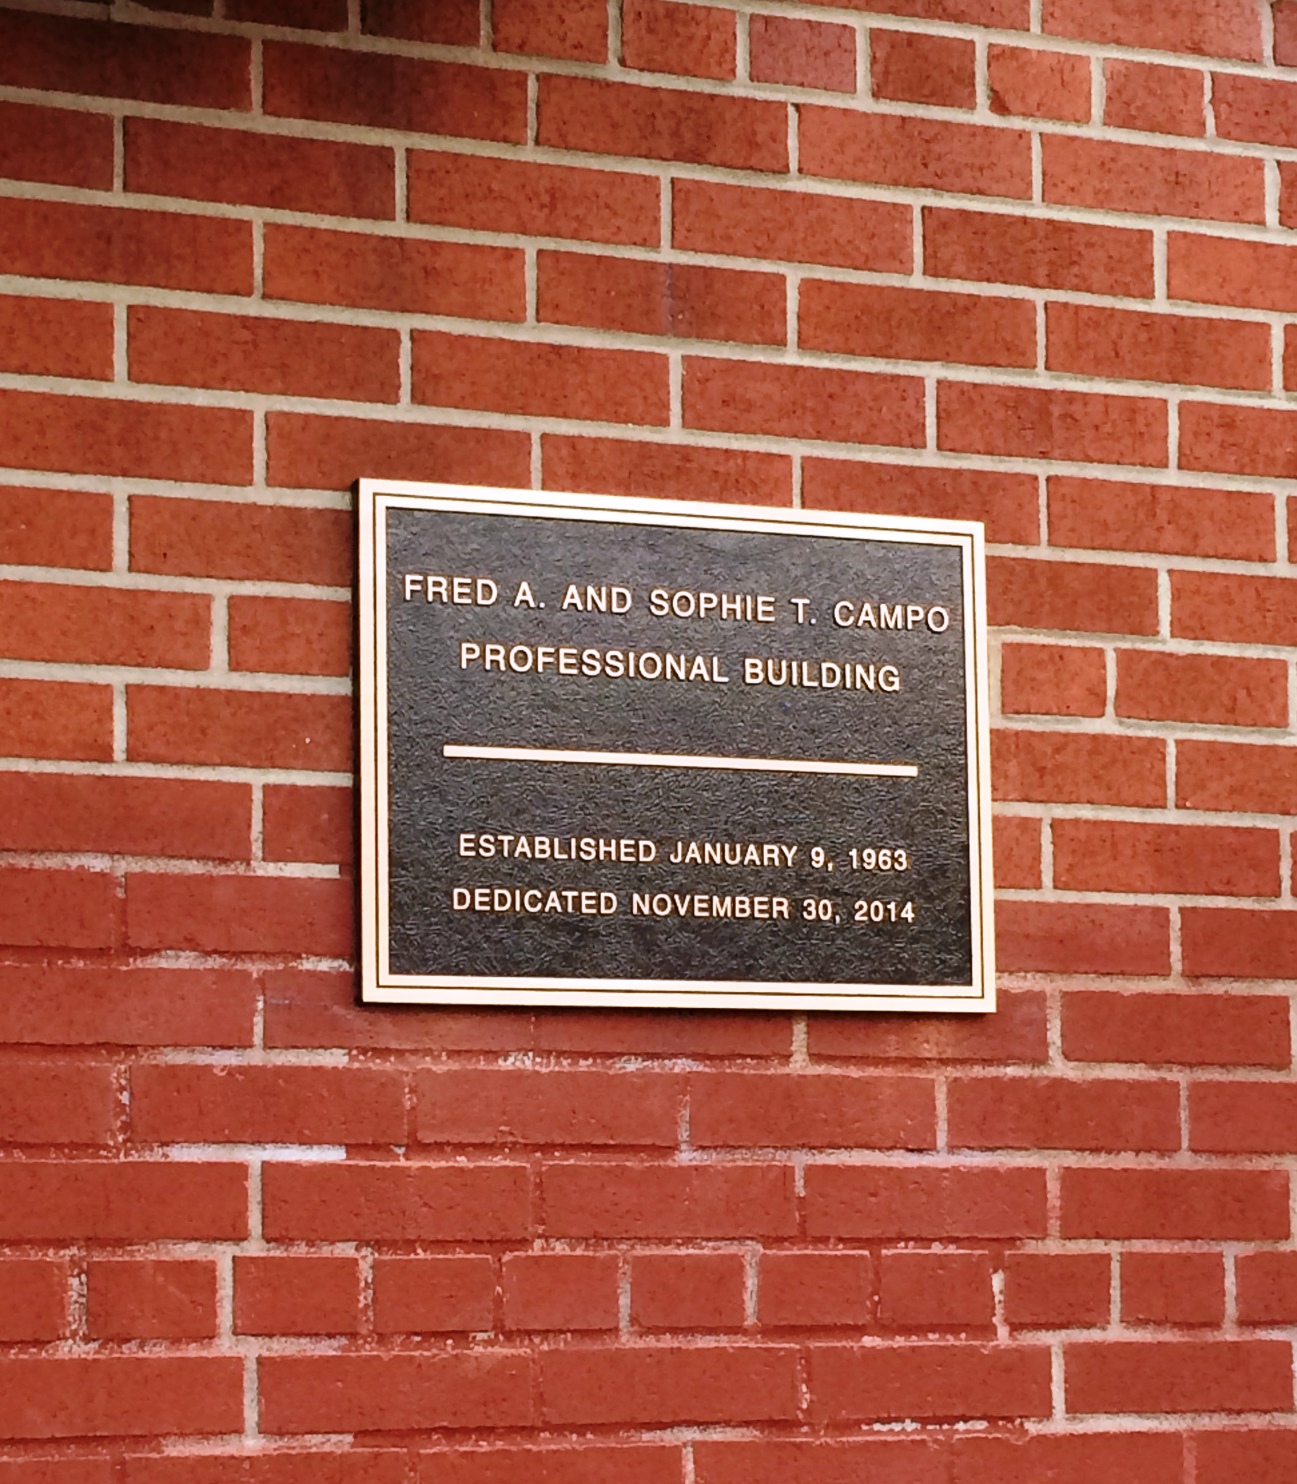 FRED A. AND SOPHIE T. CAMPO
PROFESSIONAL BUILDING
ESTABLISHED JANUARY 9, 1963
DEDICATED NOVEMBER 30, 2014